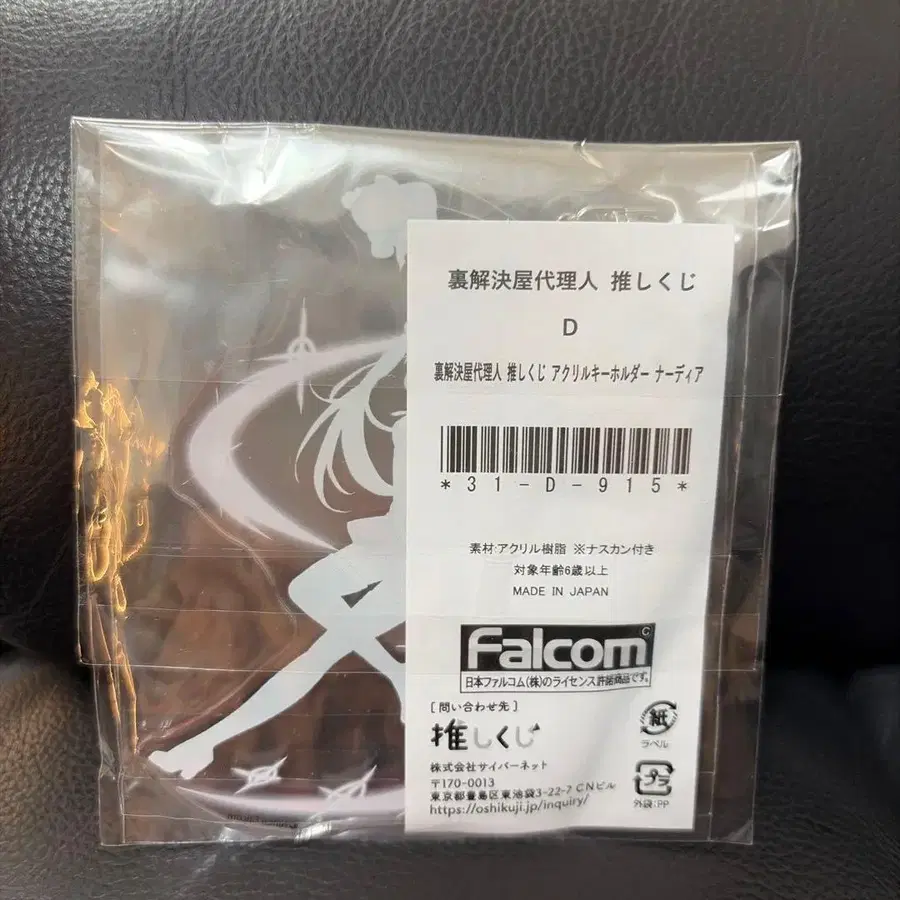 裏解決屋代理人 推しくじ
D
裏解決屋代理人 推しくじ アクリルキーホルダー ナーディア
*31-D-915*
素材:アクリル樹脂 ※ナスカン付き
対象年齢6歳以上
MADE IN JAPAN
Falcom
日本ファルコム(株)のライセンス許諾商品です。
[問い合わせ先]
推しくじ
株式会社サイバーネット
〒170-0013
東京都豊島区東池袋3-22-7 CNビル
https://oshikuji.jp/inquiry/
紙
ラベル
プラ
外袋:PP